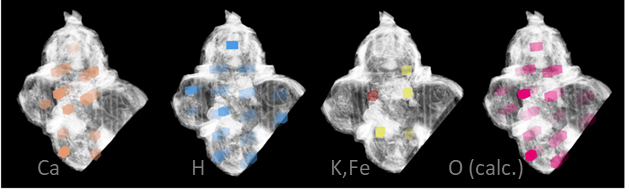 Ca
H
K,Fe
O (calc.)